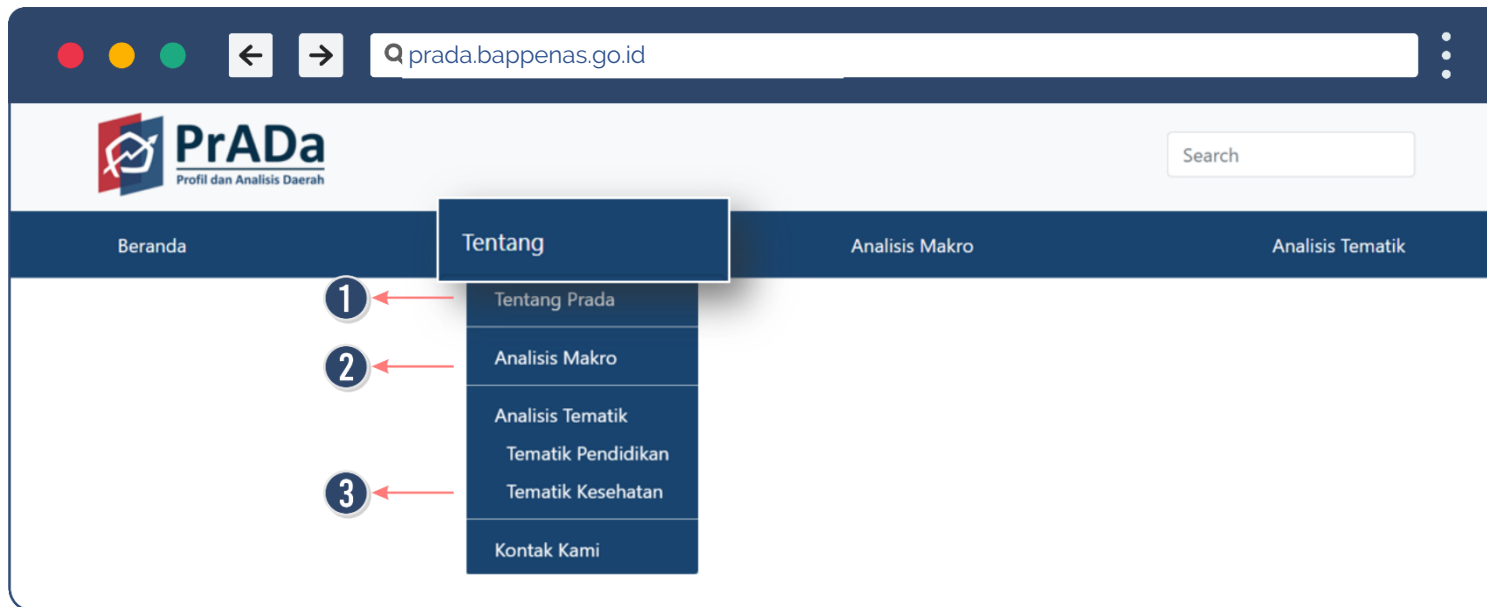 prada.bappenas.go.id
PrADa
Profil dan Analisis Daerah
Search
Beranda
Tentang
Analisis Makro
Analisis Tematik
1
Tentang Prada
2
Analisis Makro
Analisis Tematik
Tematik Pendidikan
3
Tematik Kesehatan
Kontak Kami